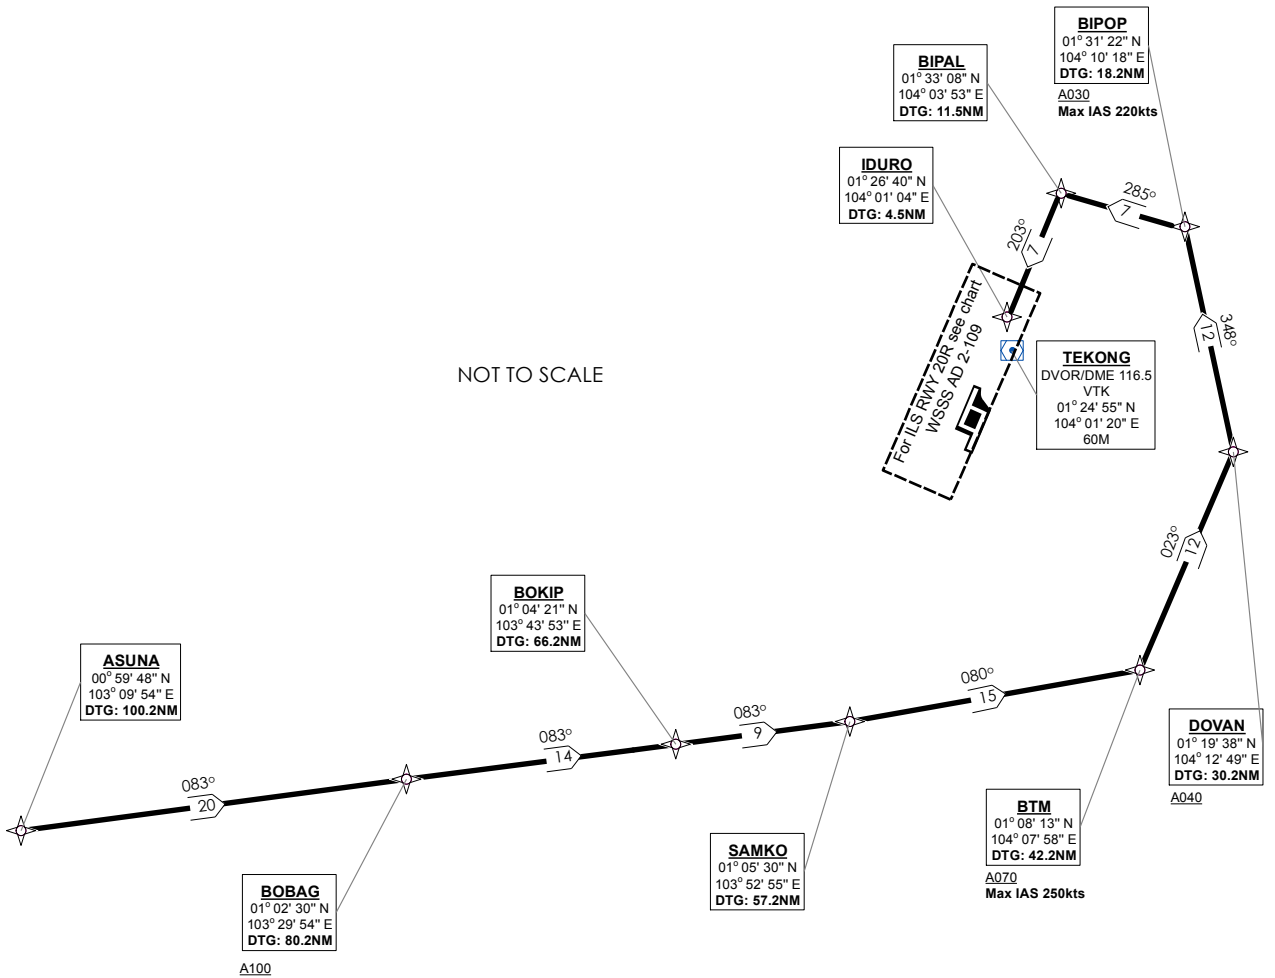 BIPOP
01° 31' 22" N
104° 10' 18" E
DTG: 18.2NM
A030
Max IAS 220kts
BIPAL
01° 33' 08" N
104° 03' 53" E
DTG: 11.5NM
IDURO
01° 26' 40" N
104° 01' 04" E
DTG: 4.5NM
285°
7
203°
7
For ILS RWY 20R see chart
WSSS AD 2-109
348°
12
TEKONG
DVOR/DME 116.5
VTK
01° 24' 55" N
104° 01' 20" E
60M
NOT TO SCALE
023°
12
BOKIP
01° 04' 21" N
103° 43' 53" E
DTG: 66.2NM
ASUNA
00° 59' 48" N
103° 09' 54" E
DTG: 100.2NM
083°
20
083°
14
083°
9
080°
15
DOVAN
01° 19' 38" N
104° 12' 49" E
DTG: 30.2NM
A040
BTM
01° 08' 13" N
104° 07' 58" E
DTG: 42.2NM
A070
Max IAS 250kts
SAMKO
01° 05' 30" N
103° 52' 55" E
DTG: 57.2NM
BOBAG
01° 02' 30" N
103° 29' 54" E
DTG: 80.2NM
A100